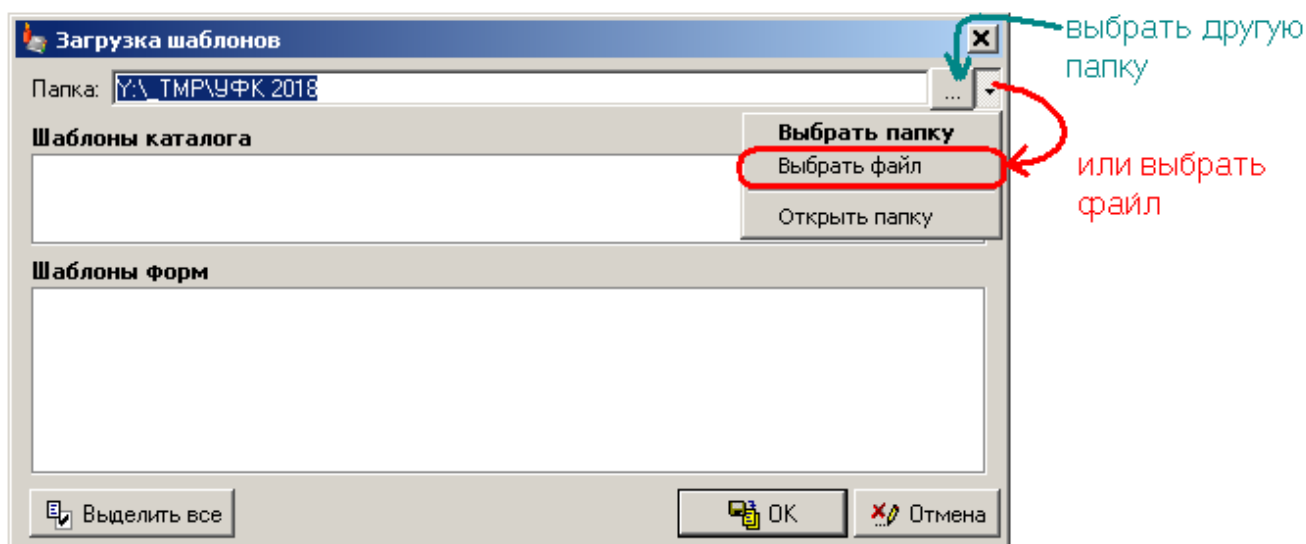 Загрузка шаблонов
выбрать другую
папку
Папка: Y:\_TMP\УФК 2018 ...
Шаблоны каталога
Выбрать папку
Выбрать файл
Открыть папку
или выбрать
файл
Шаблоны форм
Выделить все
OK
Отмена